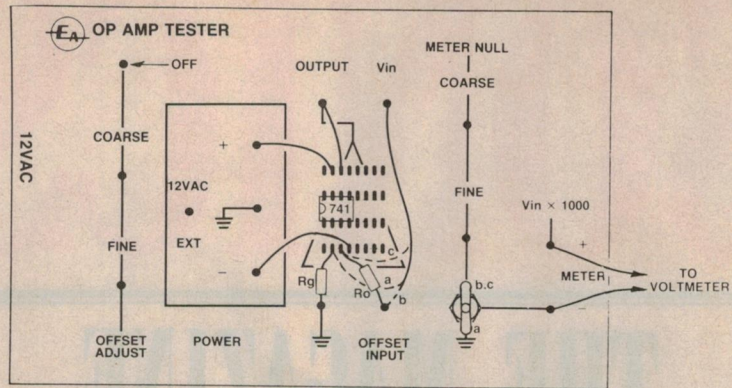 EA OP AMP TESTER
OFF
COARSE
FINE
OFFSET
ADJUST
12VAC
+
12VAC
EXT
−
POWER
OUTPUT
Vin
741
c
a
b
Rg
Ro
OFFSET
INPUT
METER NULL
COARSE
FINE
b.c
a
Vin × 1000
+
METER
−
TO
VOLTMETER